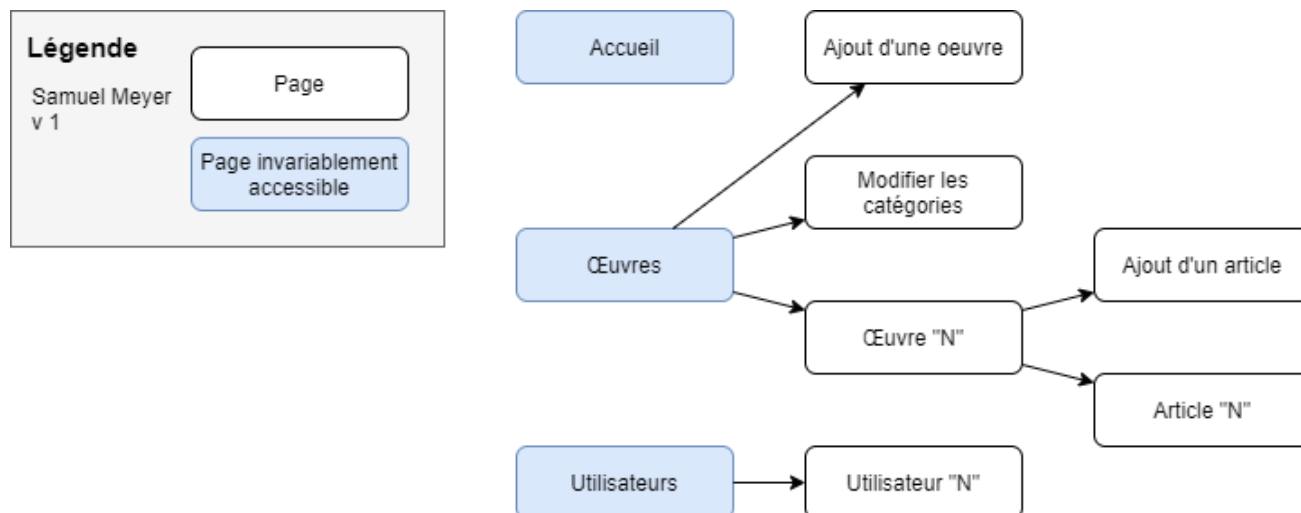 Légende
Samuel Meyer
v 1
Page
Page invariablement
accessible
Accueil
Ajout d'une oeuvre
Modifier les
catégories
Œuvres
Ajout d'un article
Œuvre "N"
Article "N"
Utilisateurs
Utilisateur "N"